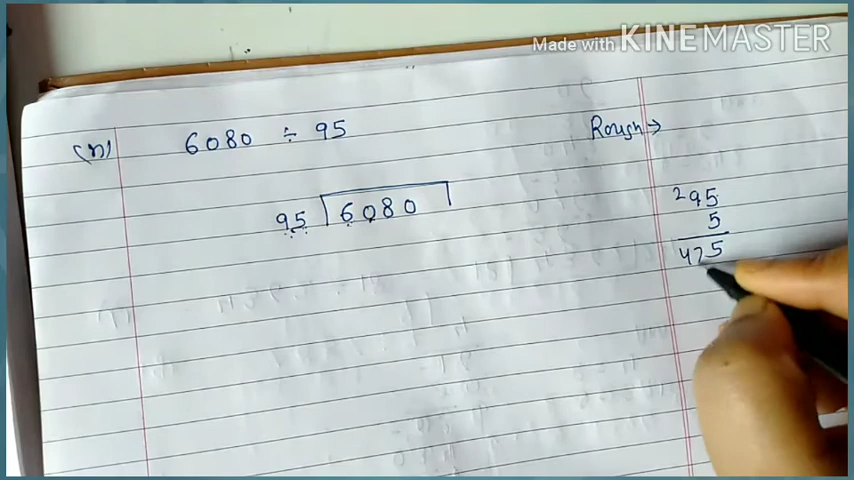 Made with KINEMASTER
(n) 6080 ÷ 95
Rough →
95 6080
2 95
5
475